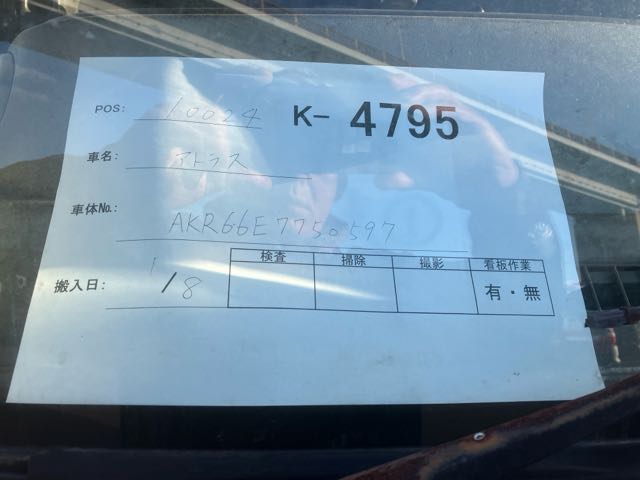 POS: 10024 K- 4795
車名: アトラス
車体No.: AKR66E7750597
検査 掃除 撮影 看板作業
搬入日: 1/8 有・無